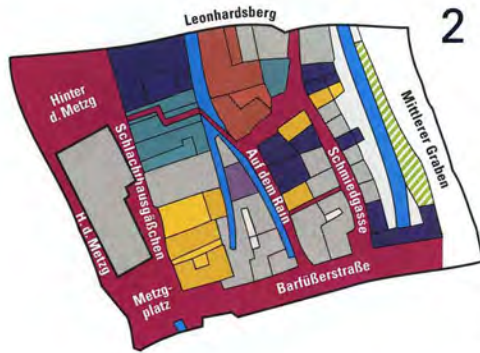 Leonhardsberg
2
Hinter
d. Metzg
Mittlerer Graben
Schlachthausgäßchen
Auf dem Rain
Schmiedgasse
H. d. Metzg
Metzg-
platz
Barfüßerstraße